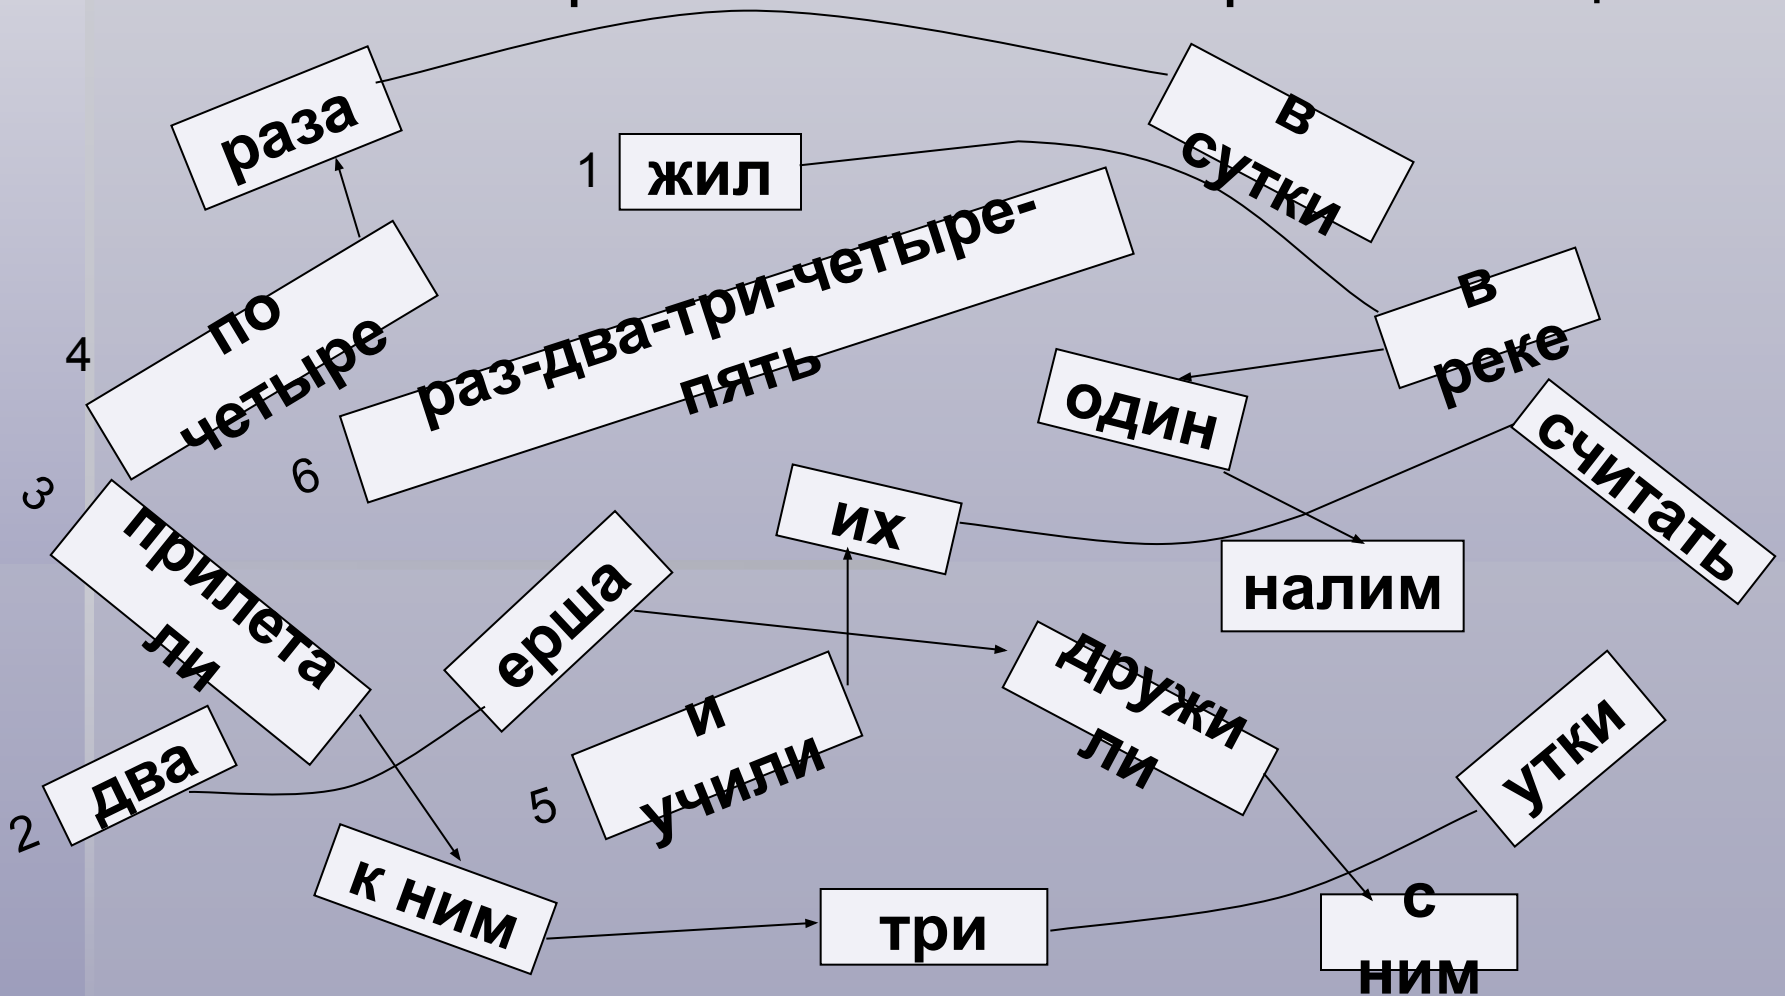 раза
в
сутки
1
жил
по
четыре
4
раз-два-три-четыре-
пять
6
в
реке
один
считать
3
прилета
ли
их
налим
ерша
дружи
ли
и
учили
5
утки
два
2
к ним
три
с
ним